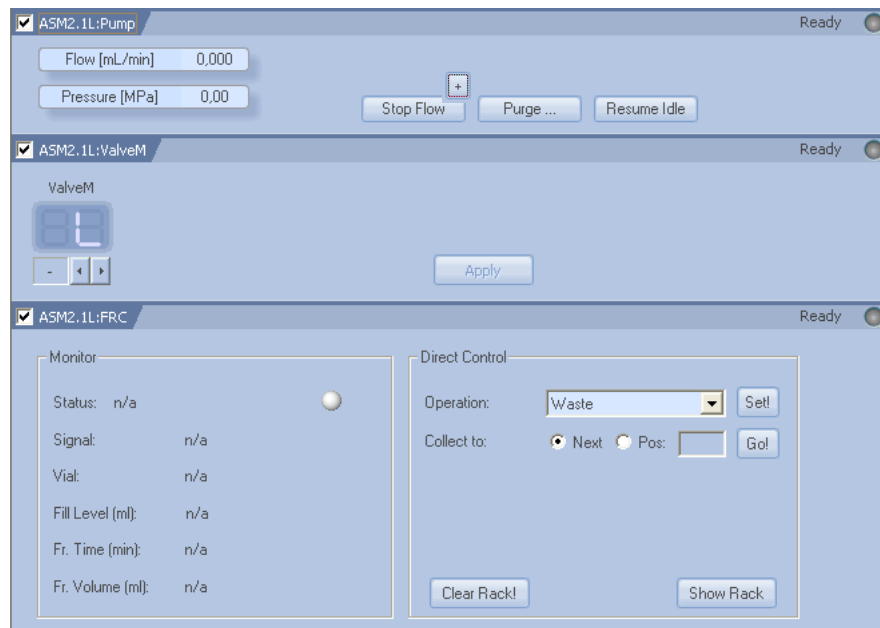 ASM2.1L:Pump Ready
Flow [mL/min] 0,000
+
Pressure [MPa] 0,00
Stop Flow Purge ... Resume Idle
ASM2.1L:ValveM Ready
ValveM
L
- Apply
ASM2.1L:FRC Ready
Monitor
Status: n/a
Signal: n/a
Vial: n/a
Fill Level (ml): n/a
Fr. Time (min): n/a
Fr. Volume (ml): n/a
Direct Control
Operation: Waste Set!
Collect to: Next Pos: Go!
Clear Rack! Show Rack